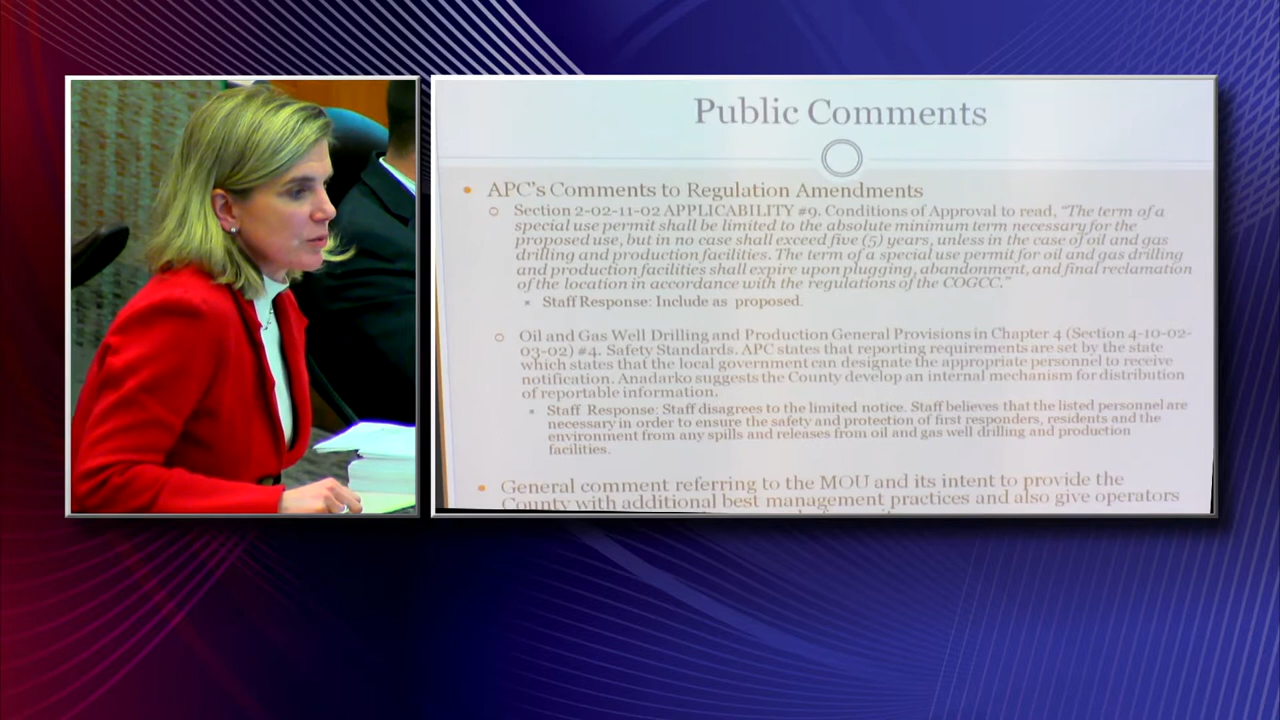 Public Comments
• APC's Comments to Regulation Amendments
o Section 2-02-11-02 APPLICABILITY #9. Conditions of Approval to read, "The term of a
special use permit shall be limited to the absolute minimum term necessary for the
proposed use, but in no case shall exceed five (5) years, unless in the case of oil and gas
drilling and production facilities. The term of a special use permit for oil and gas drilling
and production facilities shall expire upon plugging, abandonment, and final reclamation
of the location in accordance with the regulations of the COGCC."
* Staff Response: Include as proposed.
o Oil and Gas Well Drilling and Production General Provisions in Chapter 4 (Section 4-10-02-
03-02) #4. Safety Standards. APC states that reporting requirements are set by the state
which states that the local government can designate the appropriate personnel to receive
notification. Anadarko suggests the County develop an internal mechanism for distribution
of reportable information.
* Staff Response: Staff disagrees to the limited notice. Staff believes that the listed personnel are
necessary in order to ensure the safety and protection of first responders, residents and the
environment from any spills and releases from oil and gas well drilling and production
facilities.
• General comment referring to the MOU and its intent to provide the
County with additional best management practices and also give operators